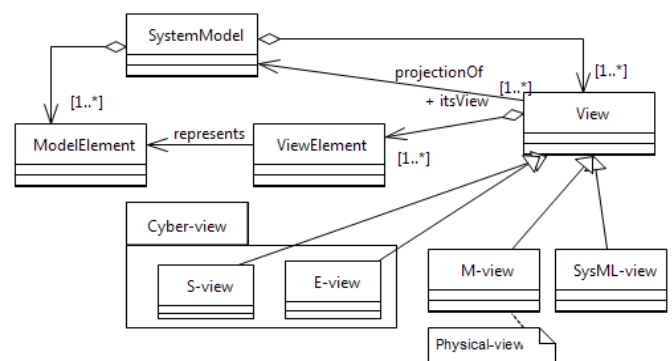 SystemModel
projectionOf
[1..*]
[1..*]
[1..*]
+ itsView
View
ModelElement
represents
ViewElement
[1..*]
Cyber-view
S-view
E-view
M-view
SysML-view
Physical-view